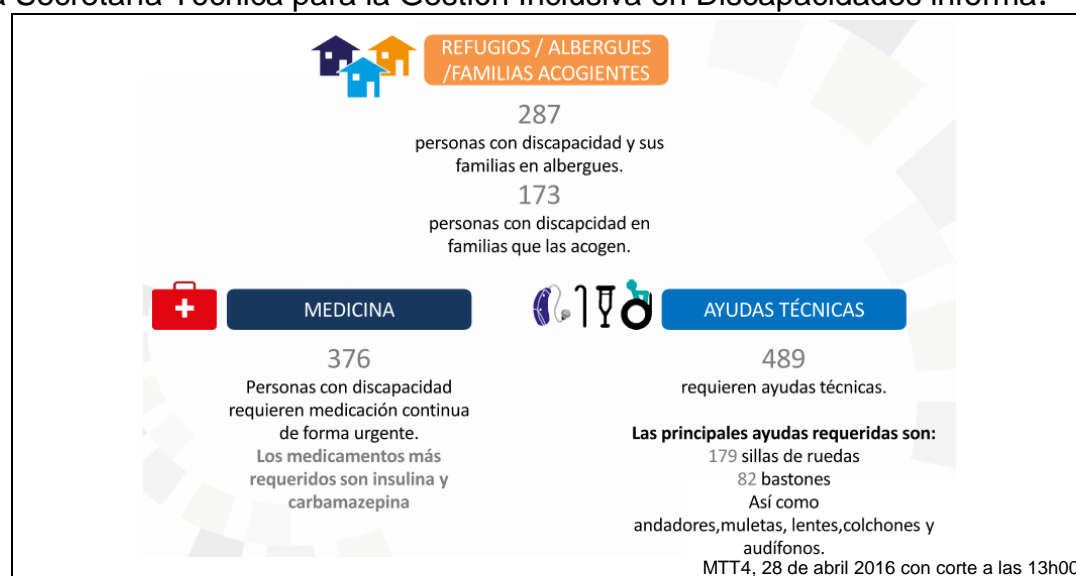 a Secretaría Técnica para la Gestión Inclusiva en Discapacidades informa:
REFUGIOS / ALBERGUES
/FAMILIAS ACOGIENTES
287
personas con discapacidad y sus
familias en albergues.
173
personas con discapcidad en
familias que las acogen.
MEDICINA
376
Personas con discapacidad
requieren medicación continua
de forma urgente.
Los medicamentos más
requeridos son insulina y
carbamazepina
AYUDAS TÉCNICAS
489
requieren ayudas técnicas.
Las principales ayudas requeridas son:
179 sillas de ruedas
82 bastones
Así como
andadores,muletas, lentes,colchones y
audífonos.
MTT4, 28 de abril 2016 con corte a las 13h00